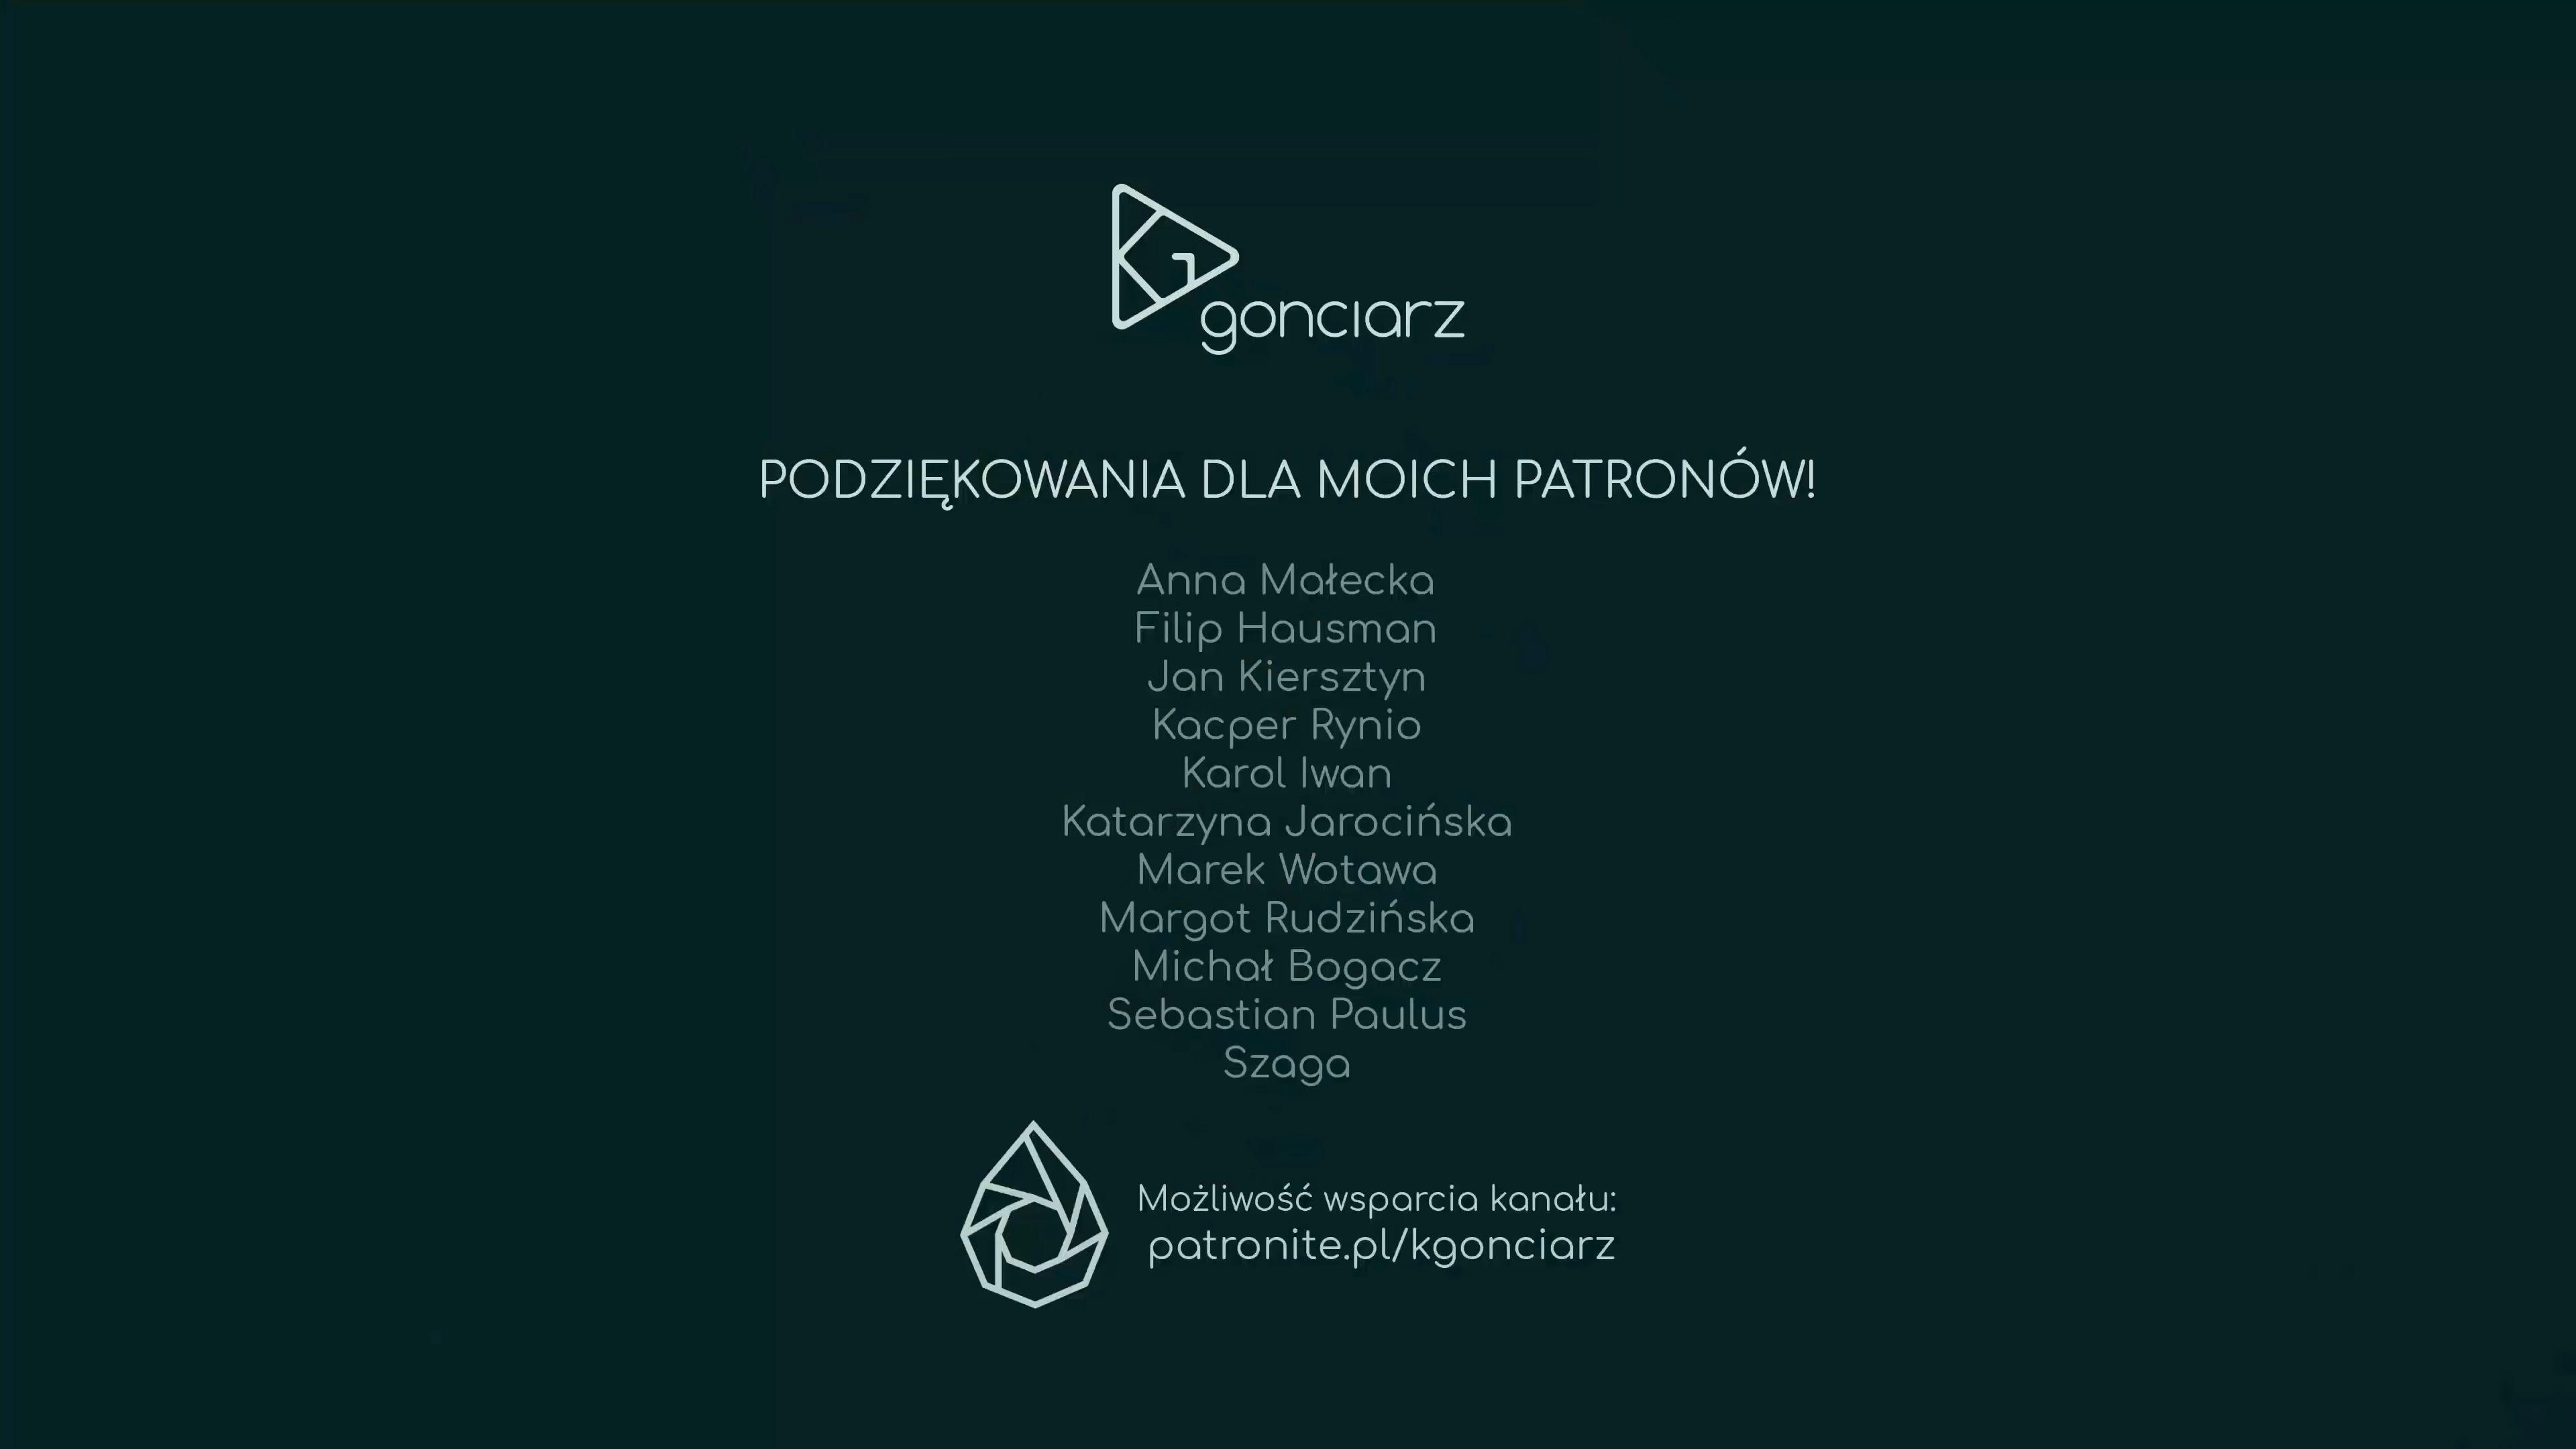 KG
gonciarz
PODZIĘKOWANIA DLA MOICH PATRONÓW!
Anna Małecka
Filip Hausman
Jan Kiersztyn
Kacper Rynio
Karol Iwan
Katarzyna Jarocińska
Marek Wotawa
Margot Rudzińska
Michał Bogacz
Sebastian Paulus
Szaga
Możliwość wsparcia kanału:
patronite.pl/kgonciarz